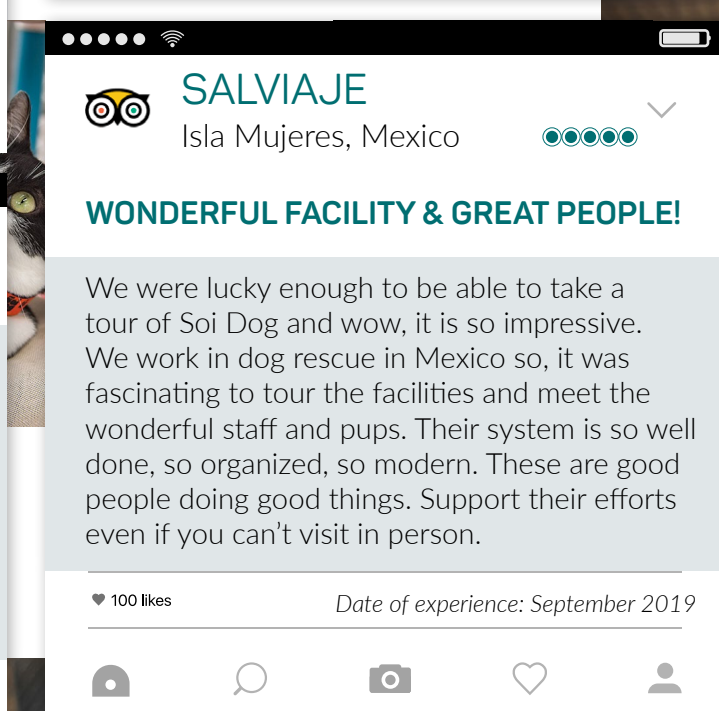 SALVIAJE
Isla Mujeres, Mexico
WONDERFUL FACILITY & GREAT PEOPLE!
We were lucky enough to be able to take a
tour of Soi Dog and wow, it is so impressive.
We work in dog rescue in Mexico so, it was
fascinating to tour the facilities and meet the
wonderful staff and pups. Their system is so well
done, so organized, so modern. These are good
people doing good things. Support their efforts
even if you can’t visit in person.
100 likes
Date of experience: September 2019